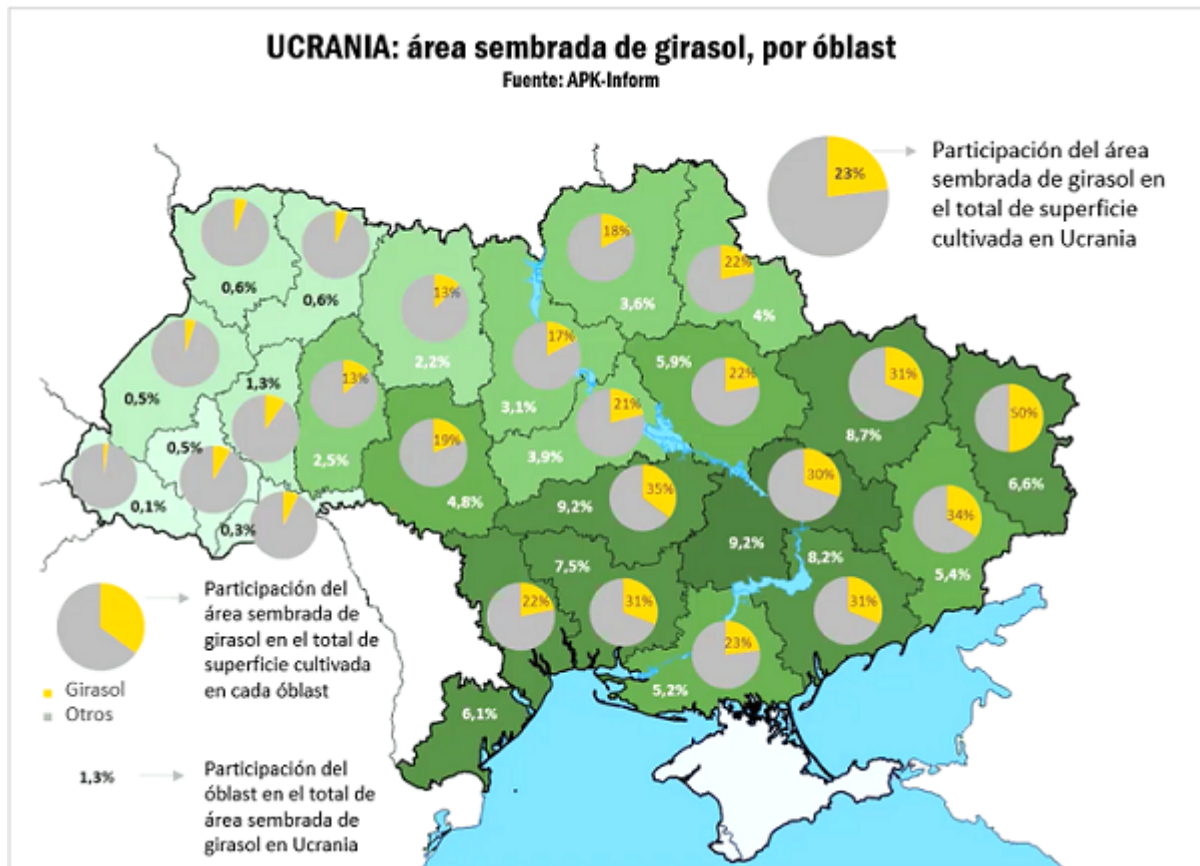 UCRANIA: área sembrada de girasol, por óblast
Fuente: APK-Inform
23%
Participación del área
sembrada de girasol en
el total de superficie
cultivada en Ucrania
0,6%
0,6%
13%
2,2%
18%
3,6%
22%
4%
0,5%
1,3%
13%
2,5%
17%
3,1%
21%
3,9%
5,9%
22%
31%
8,7%
50%
6,6%
0,5%
0,1%
0,3%
19%
4,8%
35%
9,2%
30%
9,2%
34%
5,4%
7,5%
8,2%
22%
31%
23%
31%
5,2%
6,1%
Participación del
área sembrada de
girasol en el total de
superficie cultivada
en cada óblast
Girasol
Otros
1,3%
Participación del
óblast en el total de
área sembrada de
girasol en Ucrania